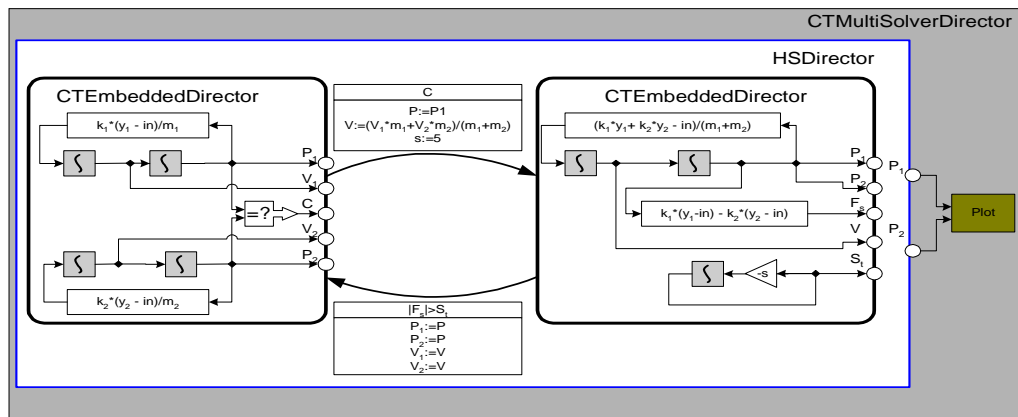 CTMultiSolverDirector
HSDirector
CTEmbeddedDirector
k₁*(y₁ - in)/m₁
∫ ∫
P₁
V₁
C
=?
V₂
P₂
∫ ∫
k₂*(y₂ - in)/m₂
C
P:=P1
V:=(V₁*m₁+V₂*m₂)/(m₁+m₂)
s:=5
|Fₛ|>Sₜ
P₁:=P
P₂:=P
V₁:=V
V₂:=V
CTEmbeddedDirector
(k₁*y₁+ k₂*y₂ - in)/(m₁+m₂)
∫ ∫
P₁
P₂
Fₛ
k₁*(y₁-in) - k₂*(y₂ - in)
V
Sₜ
∫ -s
P₁
P₂
Plot